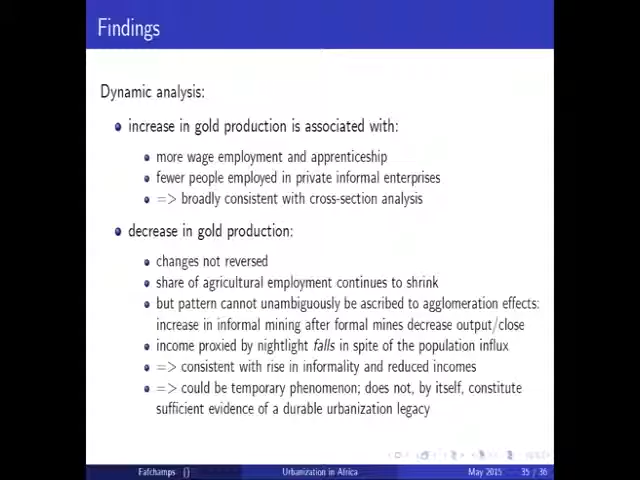 Findings
Dynamic analysis:
increase in gold production is associated with:
more wage employment and apprenticeship
fewer people employed in private informal enterprises
=> broadly consistent with cross-section analysis
decrease in gold production:
changes not reversed
share of agricultural employment continues to shrink
but pattern cannot unambiguously be ascribed to agglomeration effects:
increase in informal mining after formal mines decrease output/close
income proxied by nightlight falls in spite of the population influx
=> consistent with rise in informality and reduced incomes
=> could be temporary phenomenon; does not, by itself, constitute
sufficient evidence of a durable urbanization legacy
Fafchamps () Urbanization in Africa May 2015 35 / 36